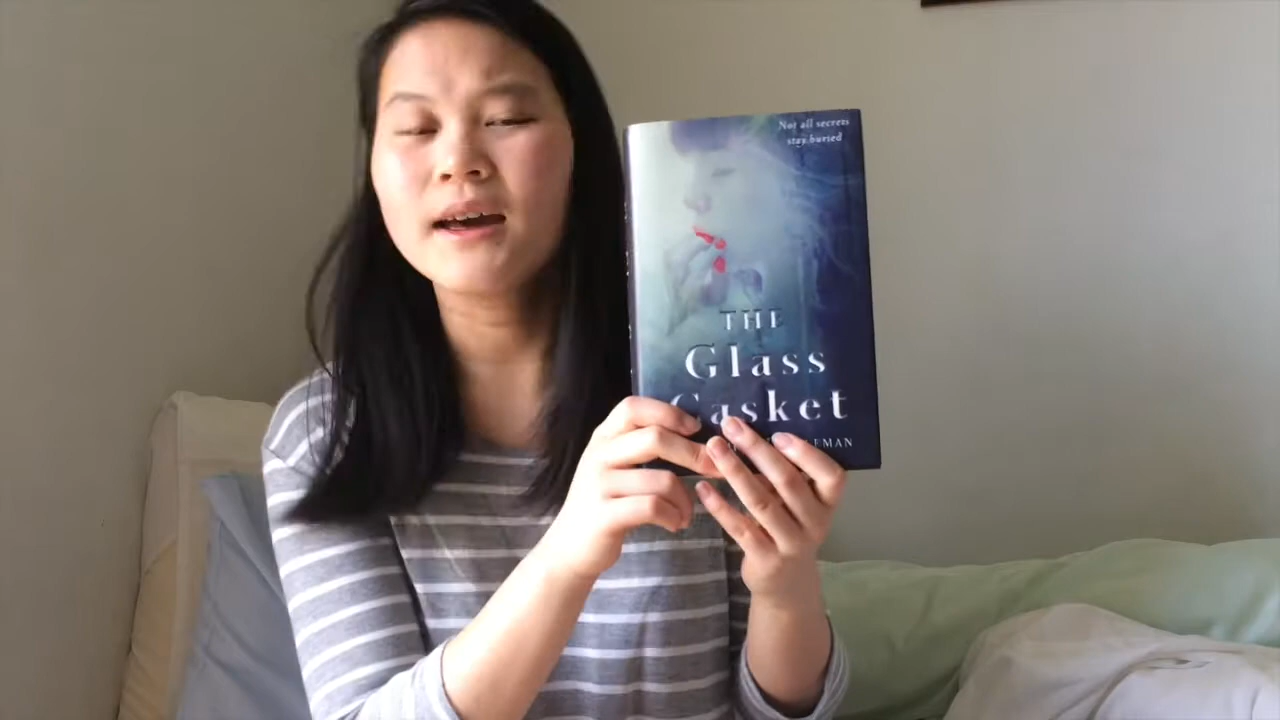 Not all secrets
stay buried
THE
Glass
Casket